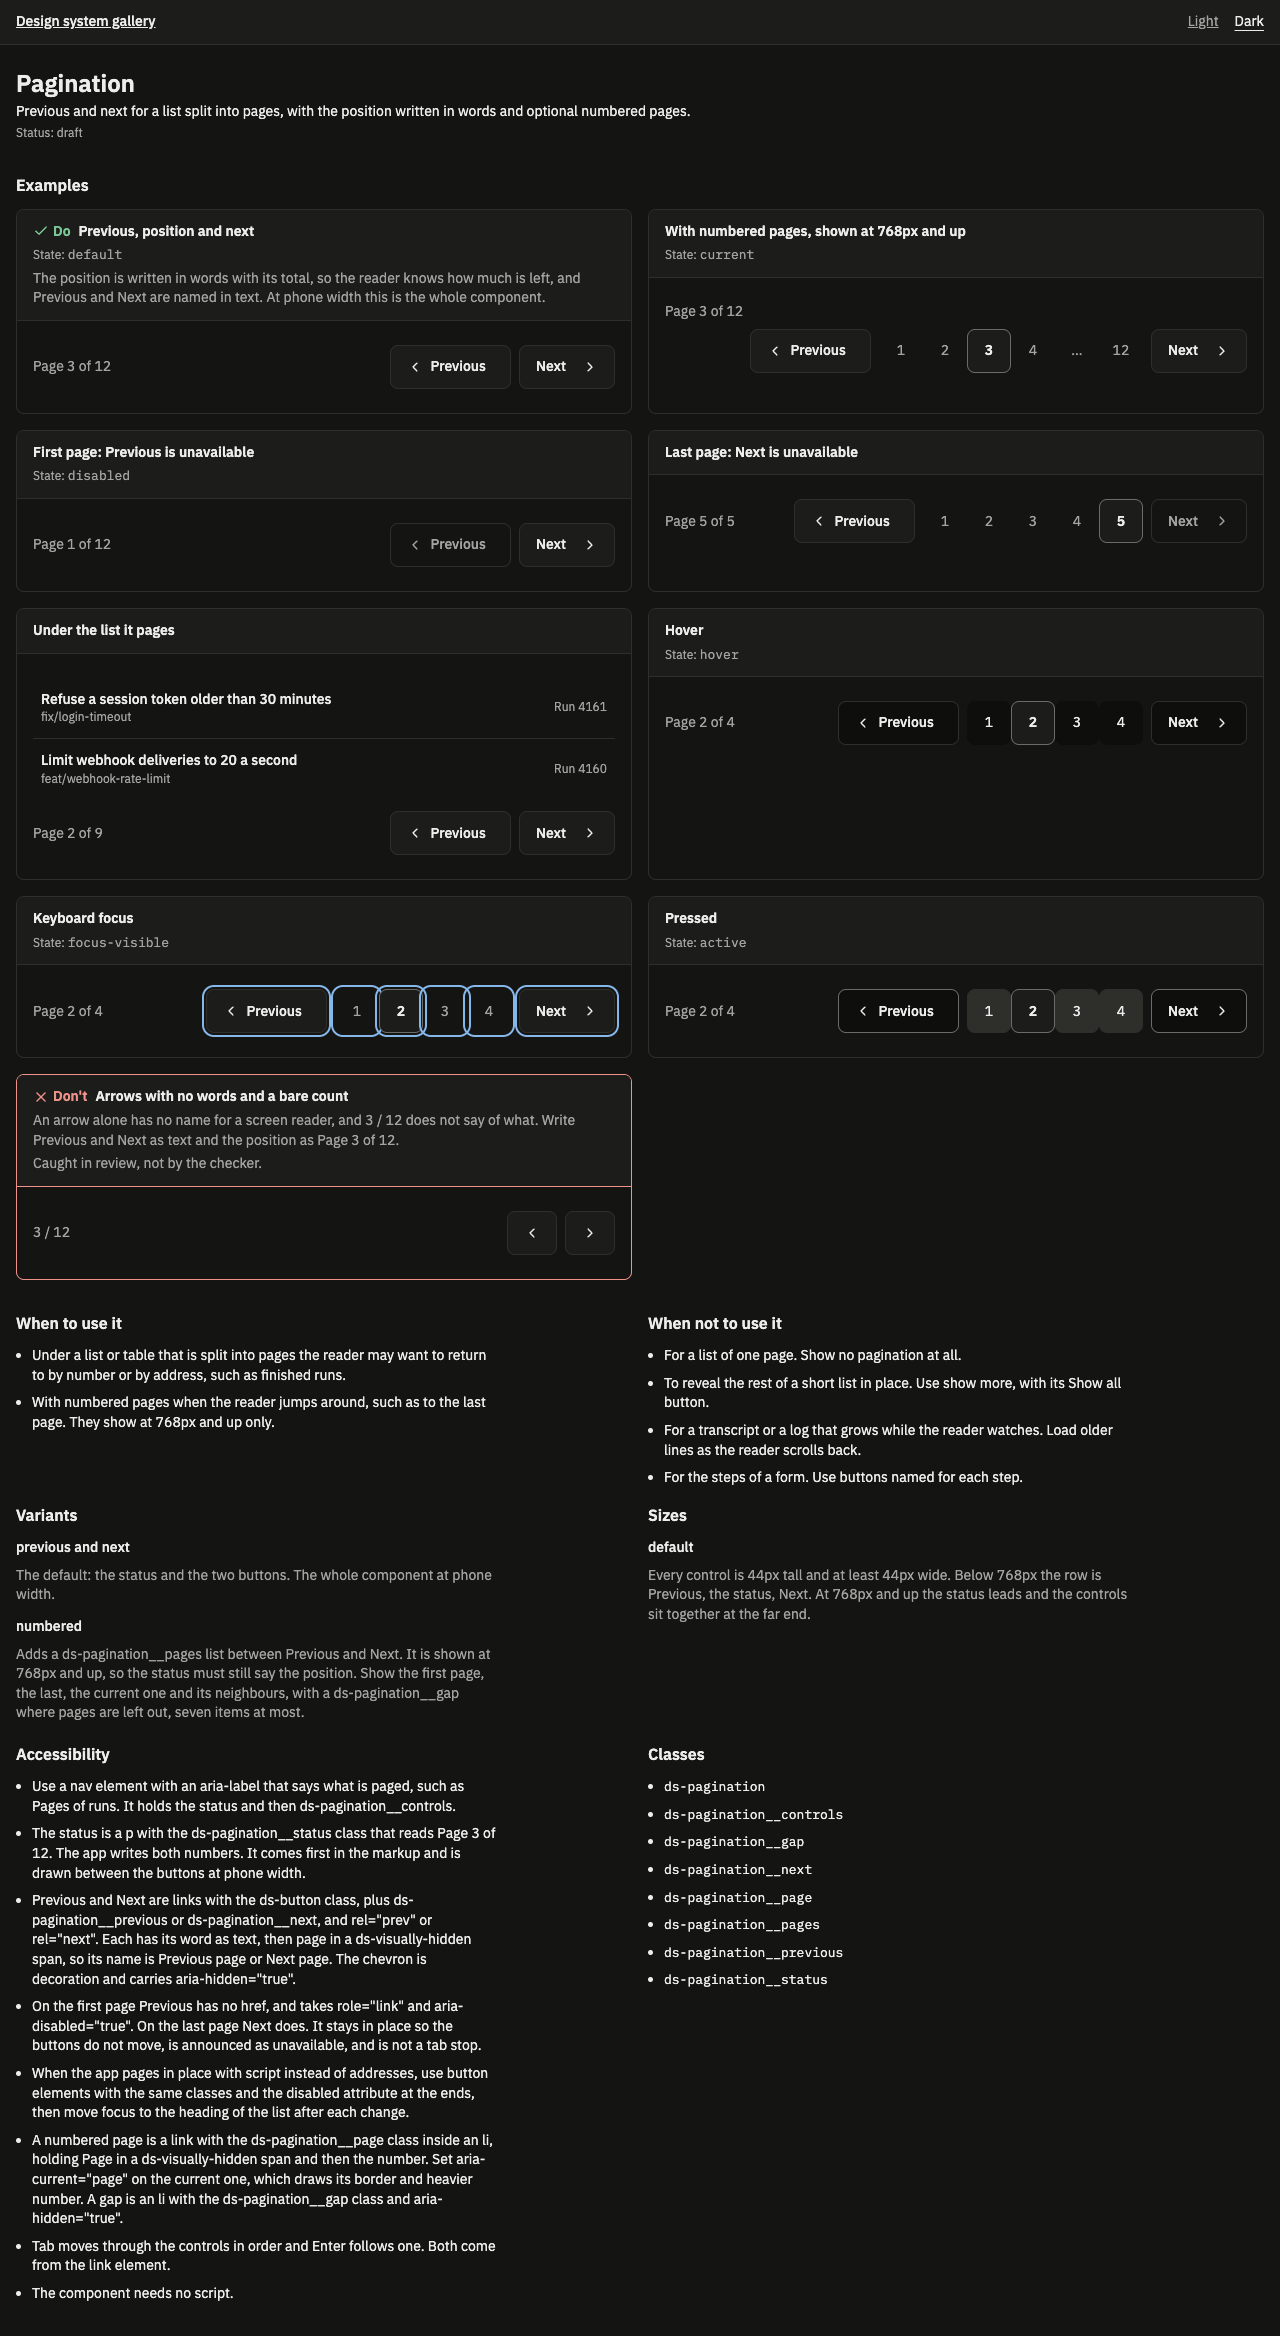 Design system gallery
Light Dark
Pagination
Previous and next for a list split into pages, with the position written in words and optional numbered pages.
Status: draft
Examples
Do Previous, position and next
State: default
The position is written in words with its total, so the reader knows how much is left, and
Previous and Next are named in text. At phone width this is the whole component.
Page 3 of 12
Previous
Next
With numbered pages, shown at 768px and up
State: current
Page 3 of 12
Previous 1 2 3 4 ... 12 Next
First page: Previous is unavailable
State: disabled
Page 1 of 12
Previous
Next
Last page: Next is unavailable
Page 5 of 5
Previous 1 2 3 4 5 Next
Under the list it pages
Refuse a session token older than 30 minutes
fix/login-timeout
Run 4161
Limit webhook deliveries to 20 a second
feat/webhook-rate-limit
Run 4160
Page 2 of 9
Previous
Next
Hover
State: hover
Page 2 of 4
Previous 1 2 3 4 Next
Keyboard focus
State: focus-visible
Page 2 of 4
Previous 1 2 3 4 Next
Pressed
State: active
Page 2 of 4
Previous 1 2 3 4 Next
Don't Arrows with no words and a bare count
An arrow alone has no name for a screen reader, and 3 / 12 does not say of what. Write
Previous and Next as text and the position as Page 3 of 12.
Caught in review, not by the checker.
3 / 12
When to use it
• Under a list or table that is split into pages the reader may want to return
to by number or by address, such as finished runs.
• With numbered pages when the reader jumps around, such as to the last
page. They show at 768px and up only.
When not to use it
• For a list of one page. Show no pagination at all.
• To reveal the rest of a short list in place. Use show more, with its Show all
button.
• For a transcript or a log that grows while the reader watches. Load older
lines as the reader scrolls back.
• For the steps of a form. Use buttons named for each step.
Variants
previous and next
The default: the status and the two buttons. The whole component at phone
width.
numbered
Adds a ds-pagination__pages list between Previous and Next. It is shown at
768px and up, so the status must still say the position. Show the first page,
the last, the current one and its neighbours, with a ds-pagination__gap
where pages are left out, seven items at most.
Sizes
default
Every control is 44px tall and at least 44px wide. Below 768px the row is
Previous, the status, Next. At 768px and up the status leads and the controls
sit together at the far end.
Accessibility
• Use a nav element with an aria-label that says what is paged, such as
Pages of runs. It holds the status and then ds-pagination__controls.
• The status is a p with the ds-pagination__status class that reads Page 3 of
12. The app writes both numbers. It comes first in the markup and is
drawn between the buttons at phone width.
• Previous and Next are links with the ds-button class, plus ds-
pagination__previous or ds-pagination__next, and rel="prev" or
rel="next". Each has its word as text, then page in a ds-visually-hidden
span, so its name is Previous page or Next page. The chevron is
decoration and carries aria-hidden="true".
• On the first page Previous has no href, and takes role="link" and aria-
disabled="true". On the last page Next does. It stays in place so the
buttons do not move, is announced as unavailable, and is not a tab stop.
• When the app pages in place with script instead of addresses, use button
elements with the same classes and the disabled attribute at the ends,
then move focus to the heading of the list after each change.
• A numbered page is a link with the ds-pagination__page class inside an li,
holding Page in a ds-visually-hidden span and then the number. Set aria-
current="page" on the current one, which draws its border and heavier
number. A gap is an li with the ds-pagination__gap class and aria-
hidden="true".
• Tab moves through the controls in order and Enter follows one. Both come
from the link element.
• The component needs no script.
Classes
• ds-pagination
• ds-pagination__controls
• ds-pagination__gap
• ds-pagination__next
• ds-pagination__page
• ds-pagination__pages
• ds-pagination__previous
• ds-pagination__status